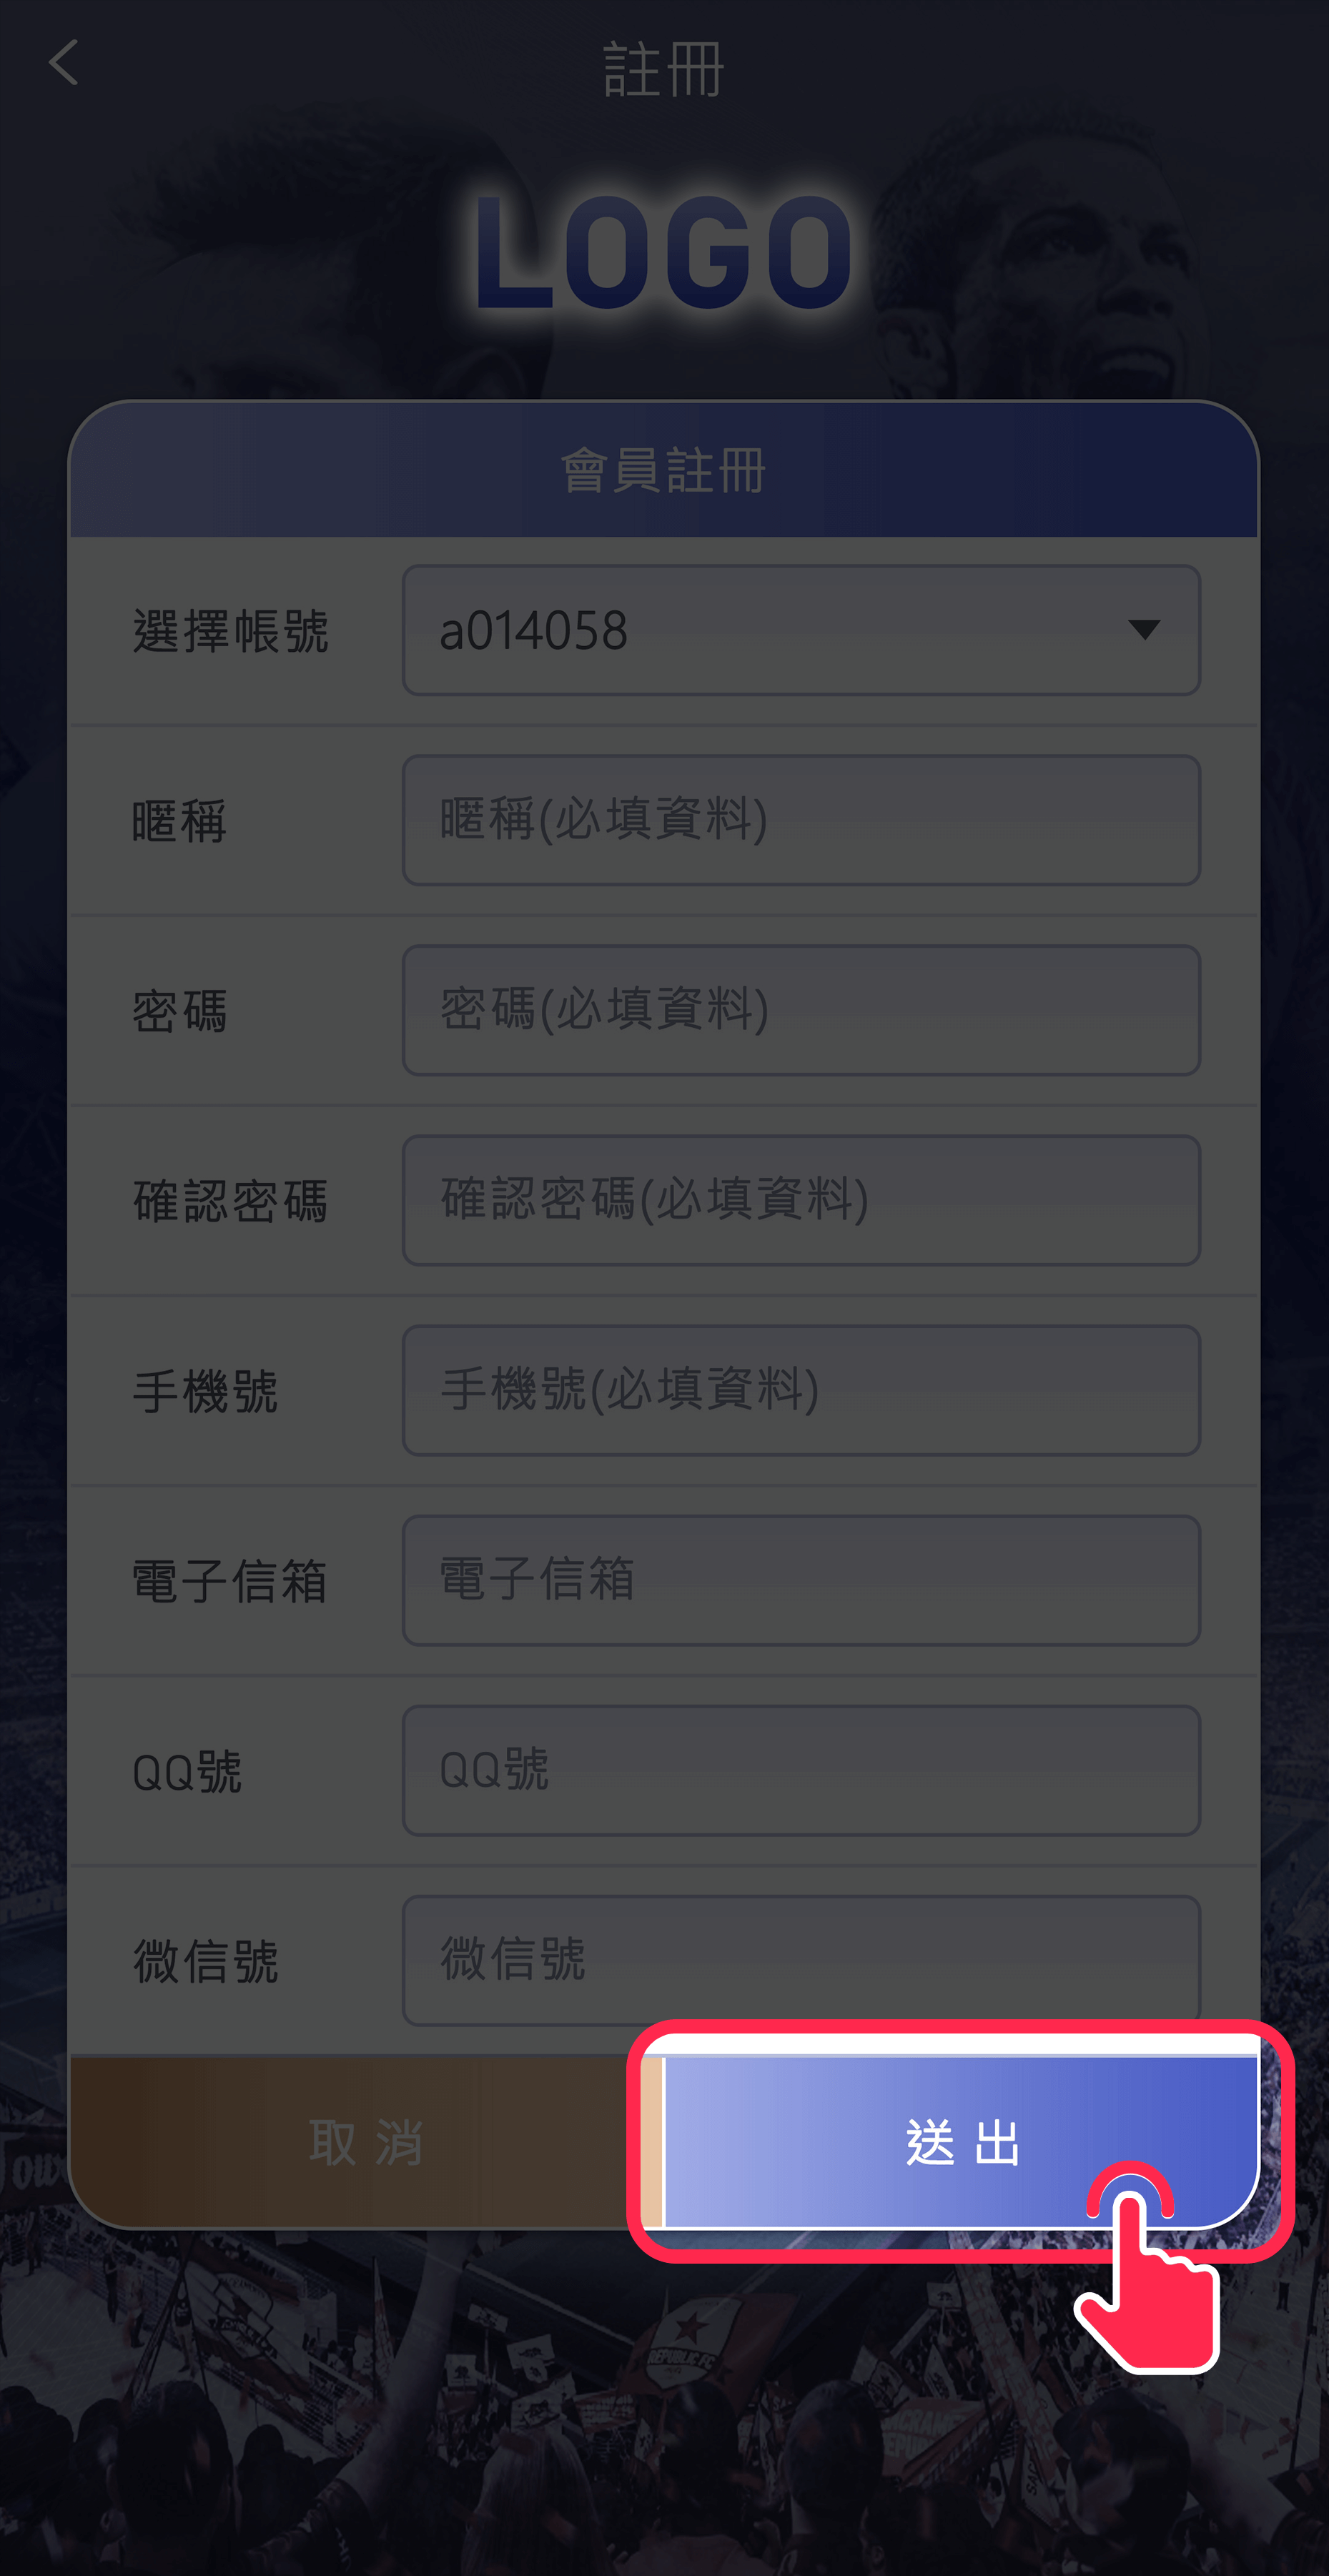 註冊
LOGO
會員註冊
選擇帳號
a014058
暱稱
暱稱(必填資料)
密碼
密碼(必填資料)
確認密碼
確認密碼(必填資料)
手機號
手機號(必填資料)
電子信箱
電子信箱
QQ號
QQ號
微信號
微信號
取消
送出
REPUBLIC FC